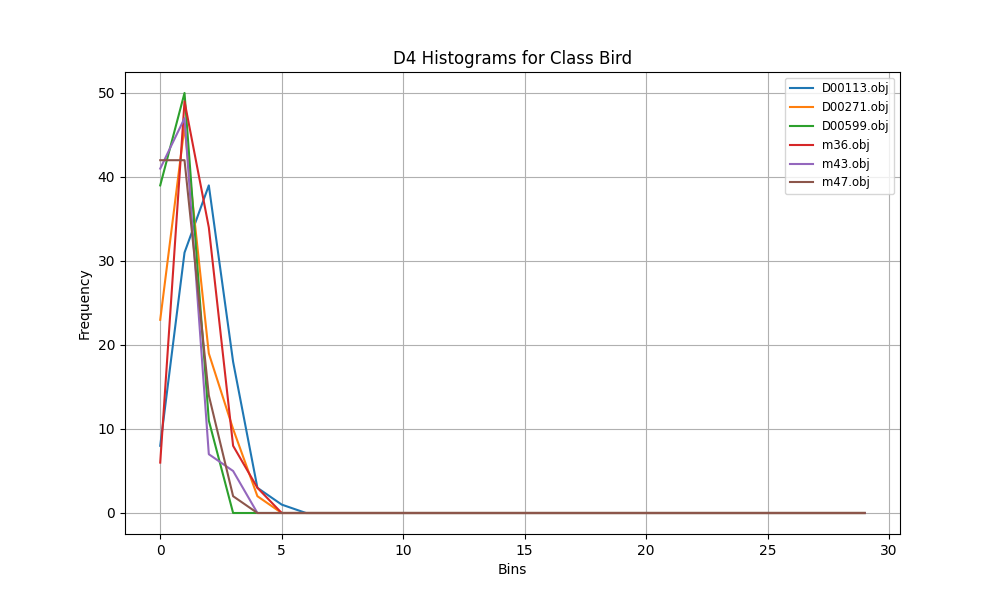 D4 Histograms for Class Bird
D00113.obj
D00271.obj
D00599.obj
m36.obj
m43.obj
m47.obj
Frequency
50
40
30
20
10
0
0 5 10 15 20 25 30
Bins